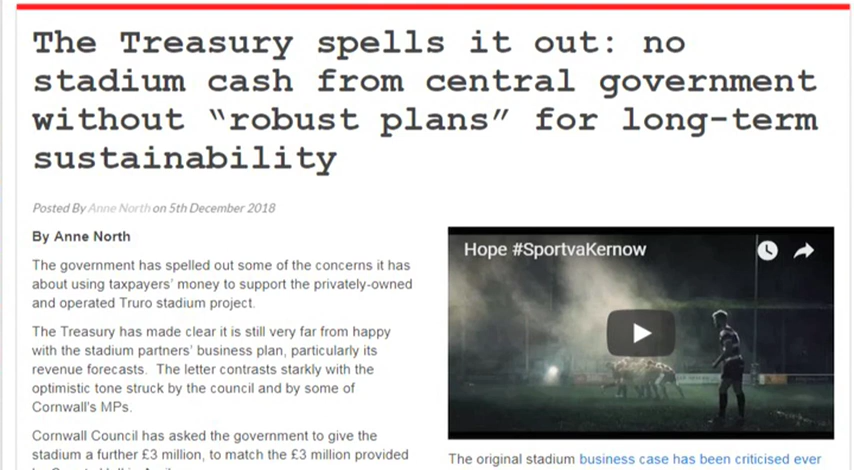 The Treasury spells it out: no
stadium cash from central government
without “robust plans” for long-term
sustainability
Posted By Anne North on 5th December 2018
By Anne North
The government has spelled out some of the concerns it has
about using taxpayers' money to support the privately-owned
and operated Truro stadium project.
The Treasury has made clear it is still very far from happy
with the stadium partners' business plan, particularly its
revenue forecasts.  The letter contrasts starkly with the
optimistic tone struck by the council and by some of
Cornwall's MPs.
Cornwall Council has asked the government to give the
stadium a further £3 million, to match the £3 million provided
Hope #SportvaKernow
The original stadium business case has been criticised ever